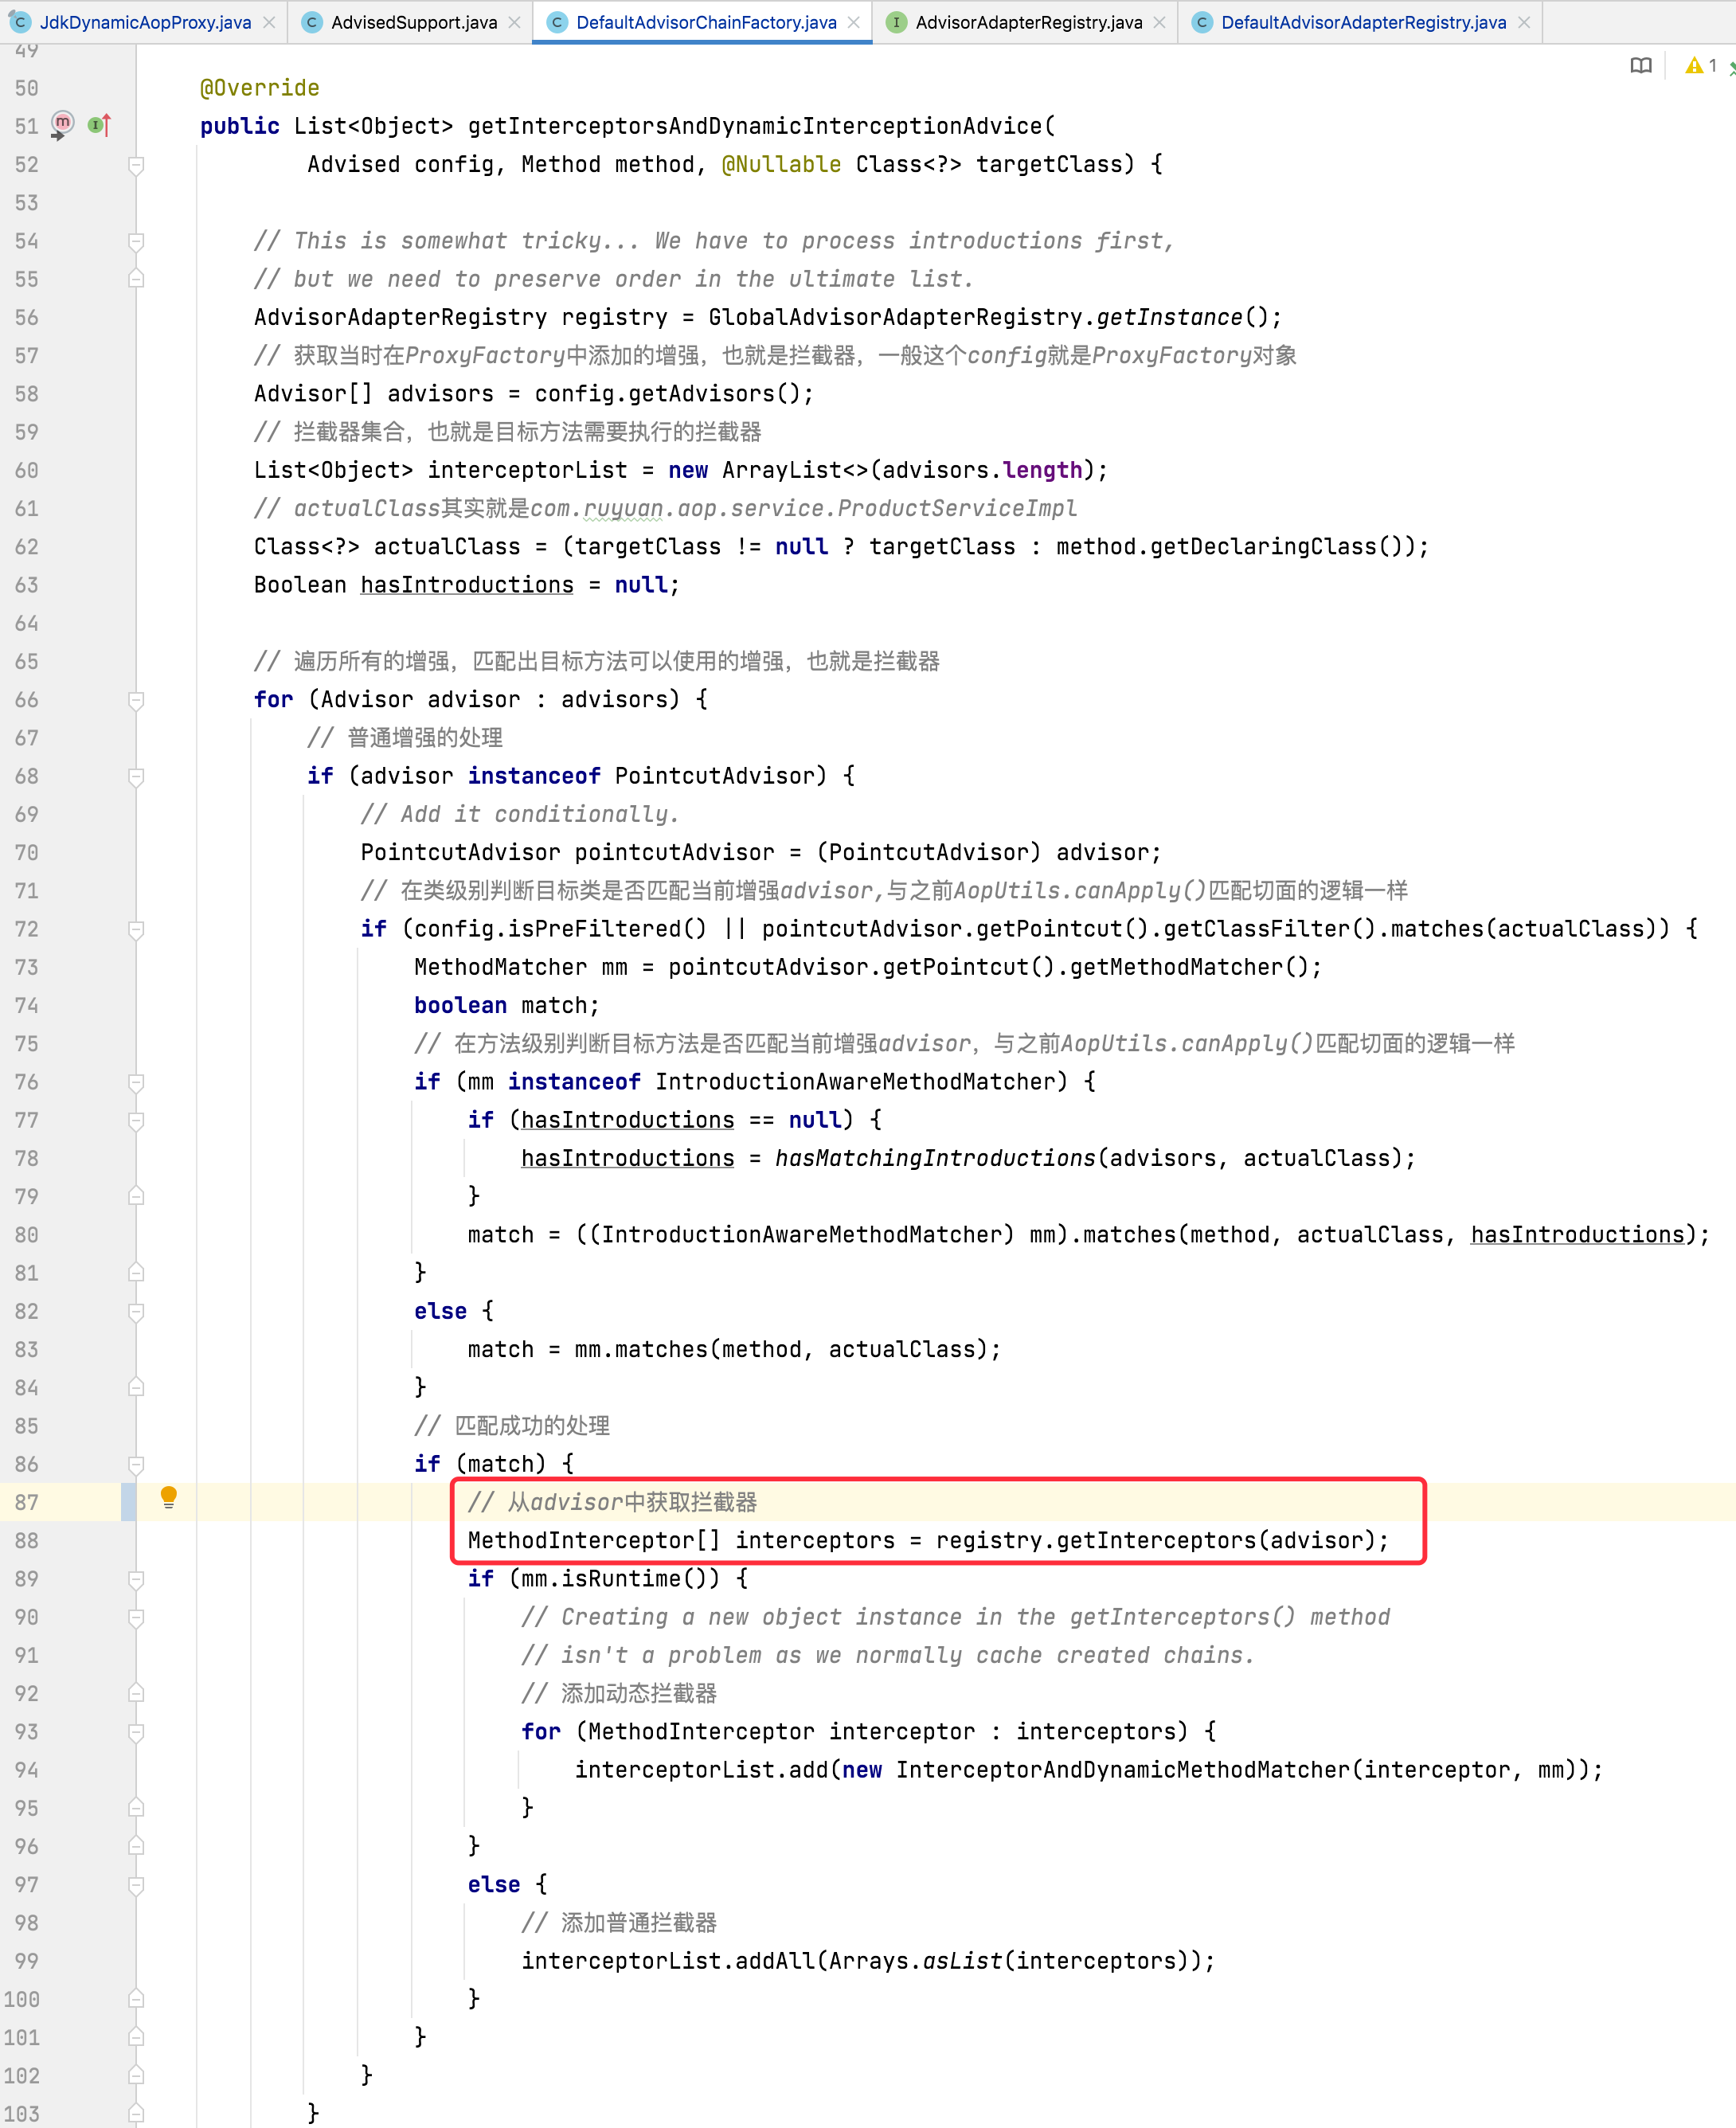 JdkDynamicAopProxy.java AdvisedSupport.java DefaultAdvisorChainFactory.java AdvisorAdapterRegistry.java DefaultAdvisorAdapterRegistry.java
49
1
50 @Override
51 public List<Object> getInterceptorsAndDynamicInterceptionAdvice(
52 Advised config, Method method, @Nullable Class<?> targetClass) {
53
54 // This is somewhat tricky... We have to process introductions first,
55 // but we need to preserve order in the ultimate list.
56 AdvisorAdapterRegistry registry = GlobalAdvisorAdapterRegistry.getInstance();
57 // 获取当时在ProxyFactory中添加的增强，也就是拦截器，一般这个config就是ProxyFactory对象
58 Advisor[] advisors = config.getAdvisors();
59 // 拦截器集合，也就是目标方法需要执行的拦截器
60 List<Object> interceptorList = new ArrayList<>(advisors.length);
61 // actualClass其实就是com.ruyuan.aop.service.ProductServiceImpl
62 Class<?> actualClass = (targetClass != null ? targetClass : method.getDeclaringClass());
63 Boolean hasIntroductions = null;
64
65 // 遍历所有的增强，匹配出目标方法可以使用的增强，也就是拦截器
66 for (Advisor advisor : advisors) {
67 // 普通增强的处理
68 if (advisor instanceof PointcutAdvisor) {
69 // Add it conditionally.
70 PointcutAdvisor pointcutAdvisor = (PointcutAdvisor) advisor;
71 // 在类级别判断目标类是否匹配当前增强advisor,与之前AopUtils.canApply()匹配切面的逻辑一样
72 if (config.isPreFiltered() || pointcutAdvisor.getPointcut().getClassFilter().matches(actualClass)) {
73 MethodMatcher mm = pointcutAdvisor.getPointcut().getMethodMatcher();
74 boolean match;
75 // 在方法级别判断目标方法是否匹配当前增强advisor，与之前AopUtils.canApply()匹配切面的逻辑一样
76 if (mm instanceof IntroductionAwareMethodMatcher) {
77 if (hasIntroductions == null) {
78 hasIntroductions = hasMatchingIntroductions(advisors, actualClass);
79 }
80 match = ((IntroductionAwareMethodMatcher) mm).matches(method, actualClass, hasIntroductions);
81 }
82 else {
83 match = mm.matches(method, actualClass);
84 }
85 // 匹配成功的处理
86 if (match) {
87 // 从advisor中获取拦截器
88 MethodInterceptor[] interceptors = registry.getInterceptors(advisor);
89 if (mm.isRuntime()) {
90 // Creating a new object instance in the getInterceptors() method
91 // isn't a problem as we normally cache created chains.
92 // 添加动态拦截器
93 for (MethodInterceptor interceptor : interceptors) {
94 interceptorList.add(new InterceptorAndDynamicMethodMatcher(interceptor, mm));
95 }
96 }
97 else {
98 // 添加普通拦截器
99 interceptorList.addAll(Arrays.asList(interceptors));
100 }
101 }
102 }
103 }